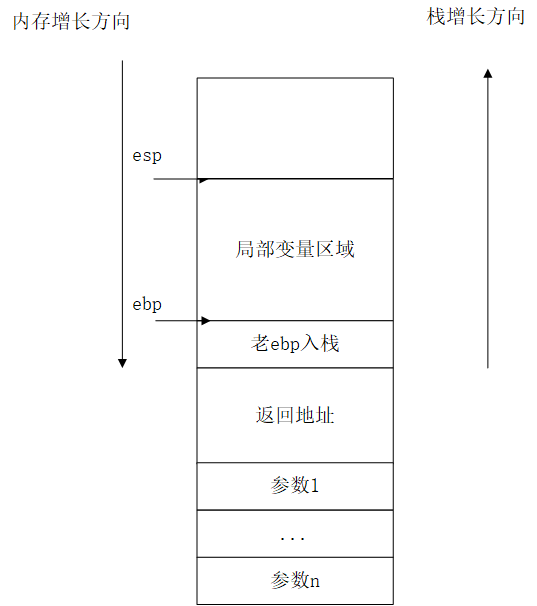 内存增长方向
栈增长方向
esp
局部变量区域
ebp
老ebp入栈
返回地址
参数1
...
参数n